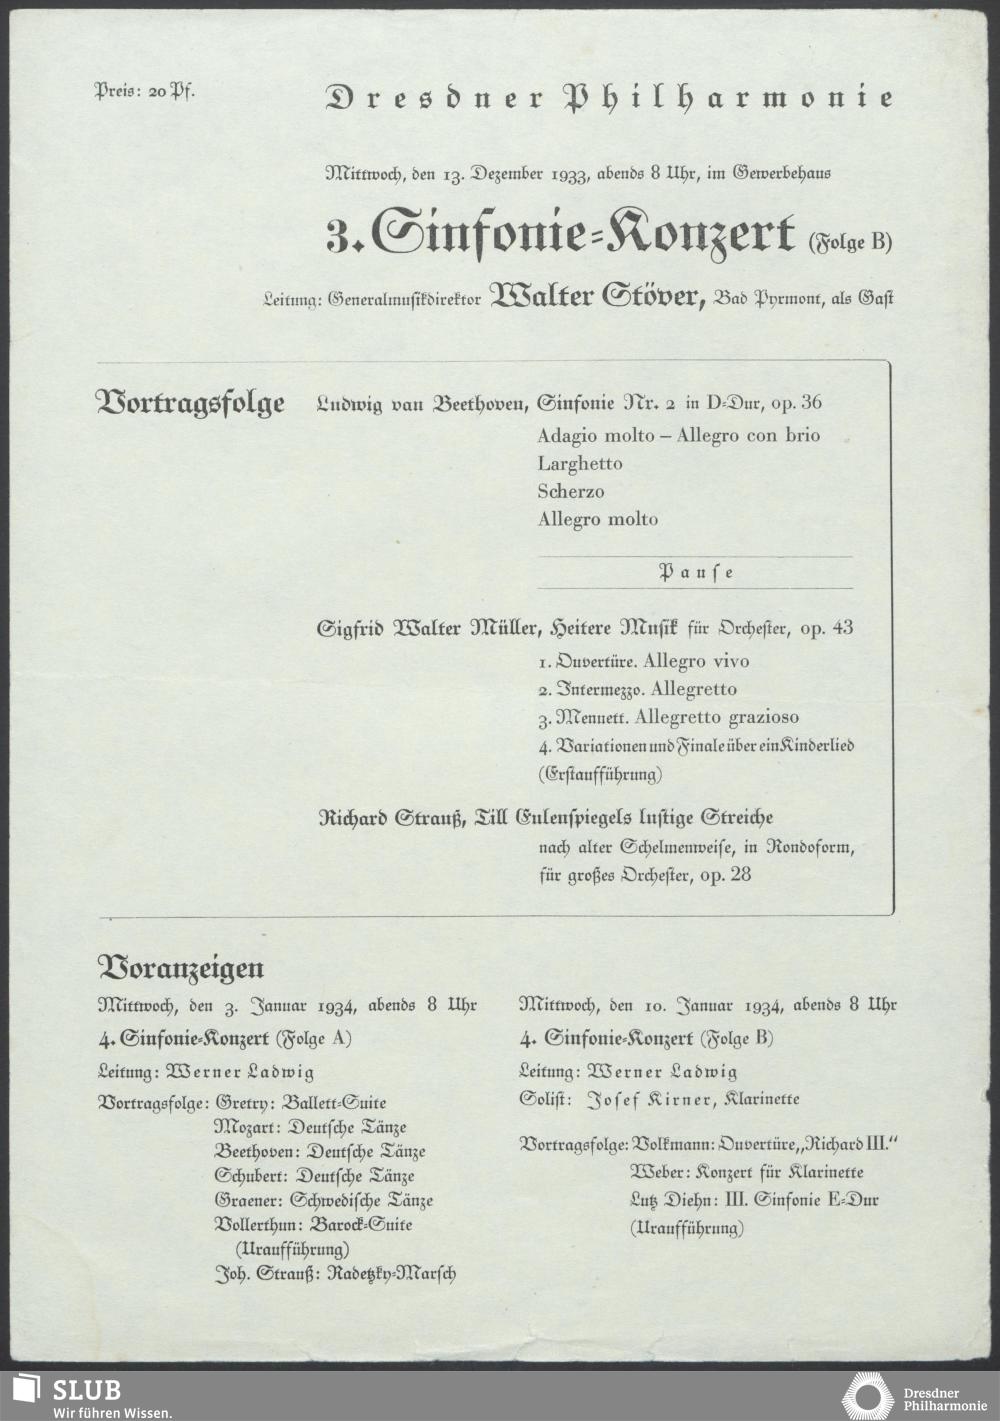 Preis: 20 Pf.
Dresdner Philharmonie
Mittwoch, den 13. Dezember 1933, abends 8 Uhr, im Gewerbehaus
3. Sinfonie-Konzert (Folge B)
Leitung: Generalmusikdirektor Walter Stöver, Bad Pyrmont, als Gast
Vortragsfolge
Ludwig van Beethoven, Sinfonie Nr. 2 in D-Dur, op. 36
Adagio molto – Allegro con brio
Larghetto
Scherzo
Allegro molto
Pause
Sigfrid Walter Müller, Heitere Musik für Orchester, op. 43
1. Ouvertüre. Allegro vivo
2. Intermezzo. Allegretto
3. Menuett. Allegretto grazioso
4. Variationen und Finale über ein Kinderlied
(Erstaufführung)
Richard Strauß, Till Eulenspiegels lustige Streiche
nach alter Schelmenweise, in Rondoform,
für großes Orchester, op. 28
Voranzeigen
Mittwoch, den 3. Januar 1934, abends 8 Uhr
4. Sinfonie-Konzert (Folge A)
Leitung: Werner Ladwig
Vortragsfolge: Gretry: Ballett-Suite
Mozart: Deutsche Tänze
Beethoven: Deutsche Tänze
Schubert: Deutsche Tänze
Graener: Schwedische Tänze
Vollerthun: Barock-Suite
(Uraufführung)
Joh. Strauß: Radetzky-Marsch
Mittwoch, den 10. Januar 1934, abends 8 Uhr
4. Sinfonie-Konzert (Folge B)
Leitung: Werner Ladwig
Solist: Josef Kirner, Klarinette
Vortragsfolge: Volkmann: Ouvertüre „Richard III.“
Weber: Konzert für Klarinette
Lutz Diehn: III. Sinfonie E-Dur
(Uraufführung)
SLUB
Wir führen Wissen.
Dresdner
Philharmonie